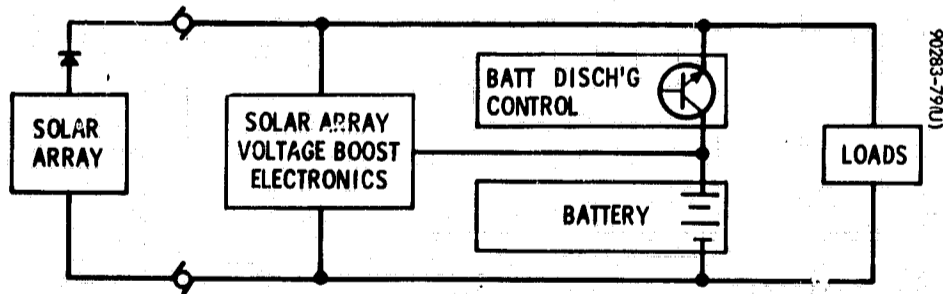 SOLAR
ARRAY
SOLAR ARRAY
VOLTAGE BOOST
ELECTRONICS
BATT DISCH'G
CONTROL
BATTERY
LOADS
90283-79(U)